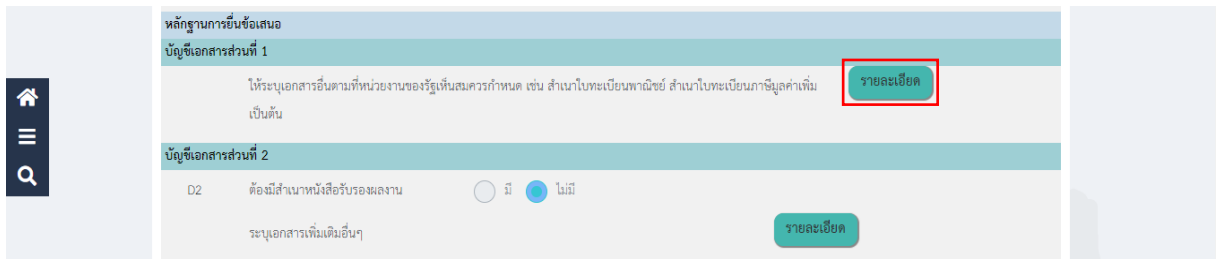 หลักฐานการยื่นข้อเสนอ
บัญชีเอกสารส่วนที่ 1
ให้ระบุเอกสารอื่นตามที่หน่วยงานของรัฐเห็นสมควรกำหนด เช่น สำเนาใบทะเบียนพาณิชย์ สำเนาใบทะเบียนภาษีมูลค่าเพิ่ม รายละเอียด
เป็นต้น
บัญชีเอกสารส่วนที่ 2
D2 ต้องมีสำเนาหนังสือรับรองผลงาน มี ไม่มี
ระบุเอกสารเพิ่มเติมอื่นๆ รายละเอียด